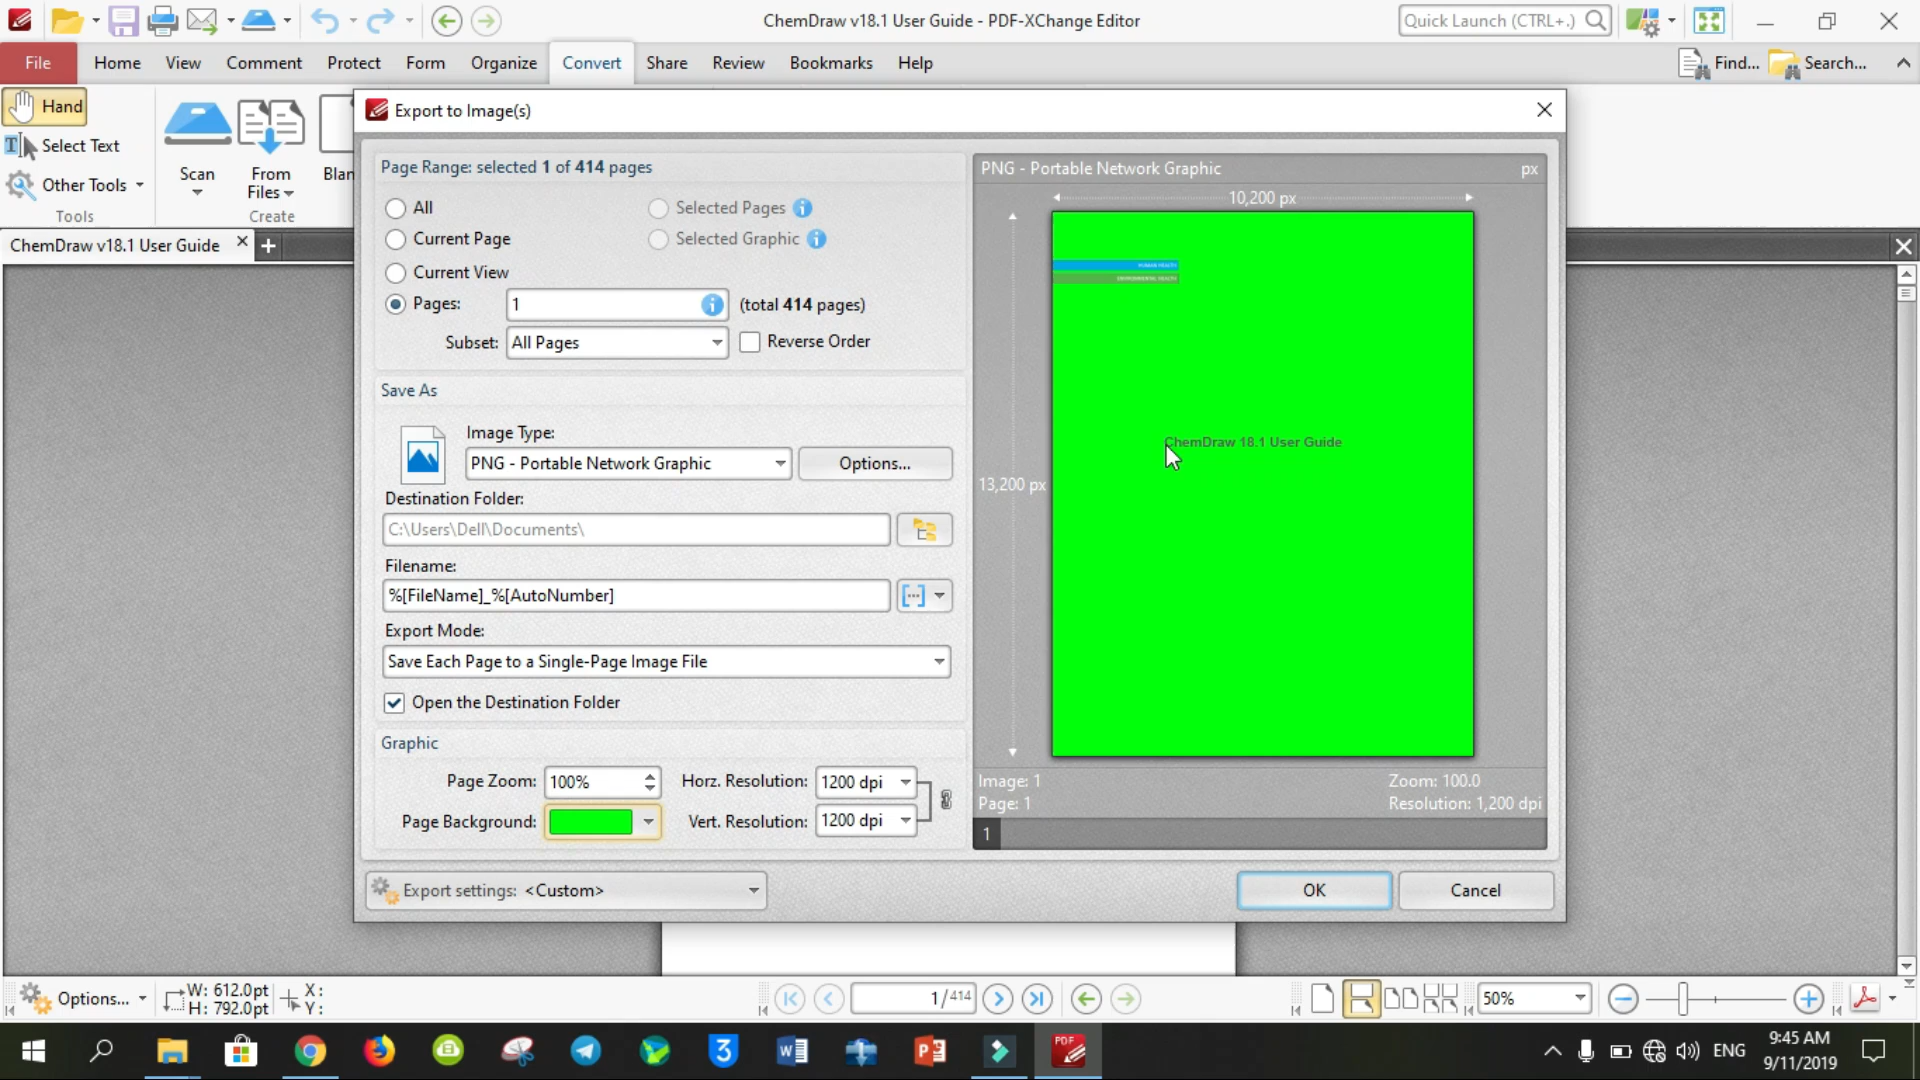 ChemDraw v18.1 User Guide - PDF-XChange Editor
Quick Launch (CTRL+.)
File Home View Comment Protect Form Organize Convert Share Review Bookmarks Help
Find... Search...
Hand
Select Text
Other Tools
Tools
Scan
From
Files
Blan
Create
ChemDraw v18.1 User Guide
Export to Image(s)
Page Range: selected 1 of 414 pages
All
Selected Pages
Current Page
Selected Graphic
Current View
Pages: 1 (total 414 pages)
Subset: All Pages Reverse Order
Save As
Image Type:
PNG - Portable Network Graphic Options...
Destination Folder:
C:\Users\Dell\Documents\
Filename:
%[FileName]_%[AutoNumber]
Export Mode:
Save Each Page to a Single-Page Image File
Open the Destination Folder
Graphic
Page Zoom: 100% Horz. Resolution: 1200 dpi
Page Background: Vert. Resolution: 1200 dpi
Export settings: <Custom>
PNG - Portable Network Graphic px
10,200 px
HUMAN HEALTH
ENVIRONMENTAL HEALTH
ChemDraw 18.1 User Guide
13,200 px
Image: 1 Zoom: 100.0
Page: 1 Resolution: 1,200 dpi
1
OK Cancel
Options...
W: 612.0pt X:
H: 792.0pt Y:
1/414
50%
PDF
3
ENG
9:45 AM
9/11/2019